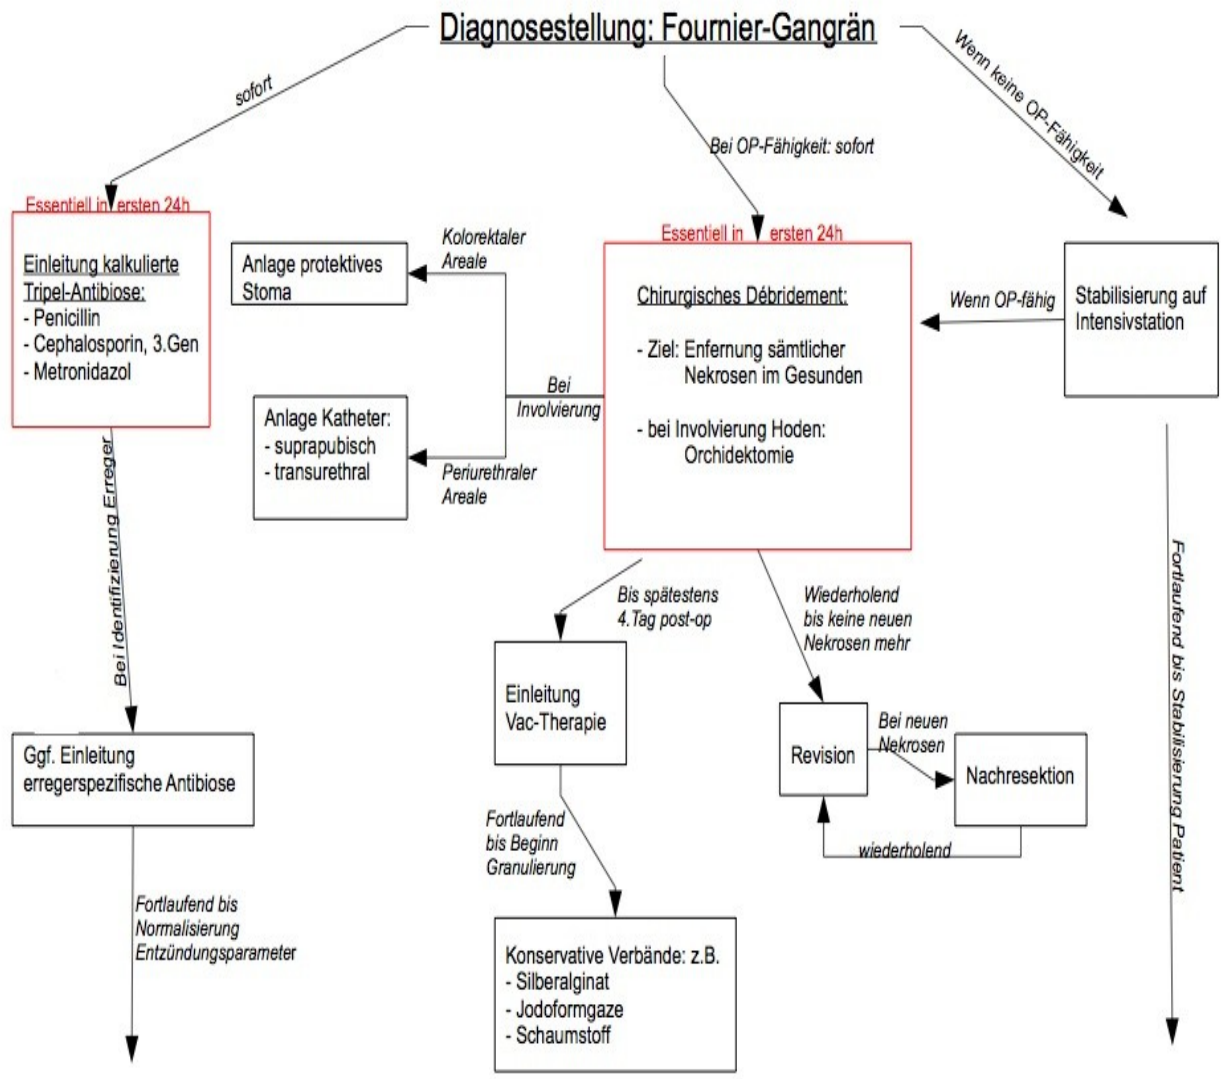 Diagnosestellung: Fournier-Gangrän
sofort
Bei OP-Fähigkeit: sofort
Wenn keine OP-Fähigkeit
Essentiell in ersten 24h
Einleitung kalkulierte
Tripel-Antibiose:
- Penicillin
- Cephalosporin, 3.Gen
- Metronidazol
Anlage protektives
Stoma
Kolorektaler
Areale
Anlage Katheter:
- suprapubisch
- transurethral
Periurethraler
Areale
Bei
Involvierung
Essentiell in ersten 24h
Chirurgisches Débridement:
- Ziel: Enfernung sämtlicher
Nekrosen im Gesunden
- bei Involvierung Hoden:
Orchidektomie
Wenn OP-fähig
Stabilisierung auf
Intensivstation
Bei Identifizierung Erreger
Ggf. Einleitung
erregerspezifische Antibiose
Fortlaufend bis
Normalisierung
Entzündungsparameter
Bis spätestens
4.Tag post-op
Einleitung
Vac-Therapie
Fortlaufend
bis Beginn
Granulierung
Konservative Verbände: z.B.
- Silberalginat
- Jodoformgaze
- Schaumstoff
Wiederholend
bis keine neuen
Nekrosen mehr
Revision
Bei neuen
Nekrosen
Nachresektion
wiederholend
Fortlaufend bis Stabilisierung Patient